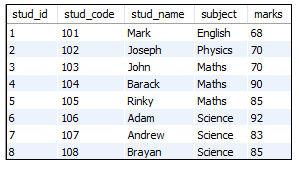 stud_id stud_code stud_name subject marks
1 101 Mark English 68
2 102 Joseph Physics 70
3 103 John Maths 70
4 104 Barack Maths 90
5 105 Rinky Maths 85
6 106 Adam Science 92
7 107 Andrew Science 83
8 108 Brayan Science 85